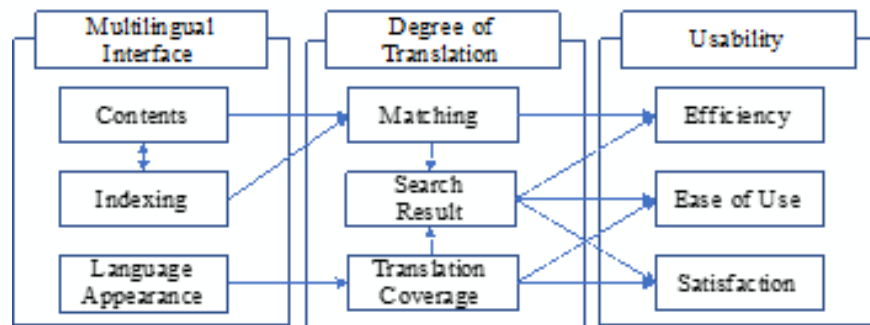 Multilingual
Interface
Degree of
Translation
Usability
Contents
Matching
Efficiency
Indexing
Search
Result
Ease of Use
Language
Appearance
Translation
Coverage
Satisfaction